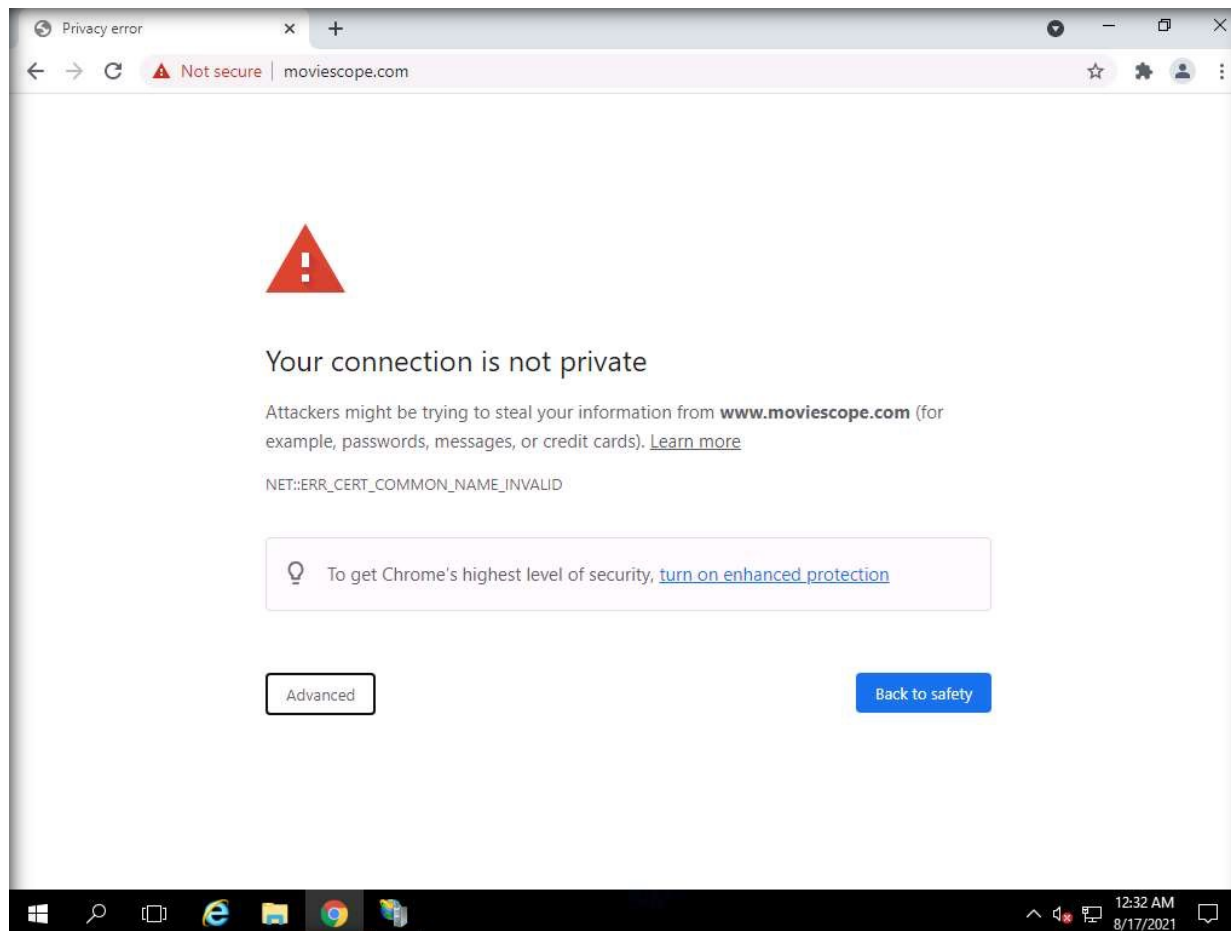 Privacy error
Not secure | moviescope.com
Your connection is not private
Attackers might be trying to steal your information from www.moviescope.com (for
example, passwords, messages, or credit cards). Learn more
NET::ERR_CERT_COMMON_NAME_INVALID
To get Chrome's highest level of security, turn on enhanced protection
Advanced
Back to safety
12:32 AM
8/17/2021